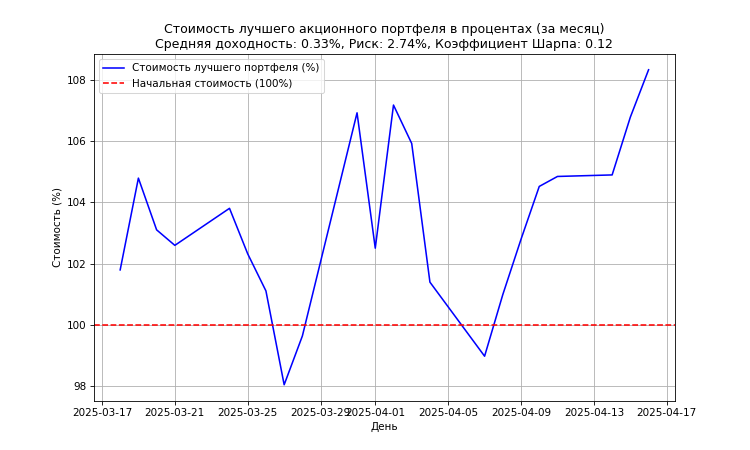 Стоимость лучшего акционного портфеля в процентах (за месяц)
Средняя доходность: 0.33%, Риск: 2.74%, Коэффициент Шарпа: 0.12
Стоимость лучшего портфеля (%)
Начальная стоимость (100%)
Стоимость (%)
108
106
104
102
100
98
2025-03-17 2025-03-21 2025-03-25 2025-03-29 2025-04-01 2025-04-05 2025-04-09 2025-04-13 2025-04-17
День